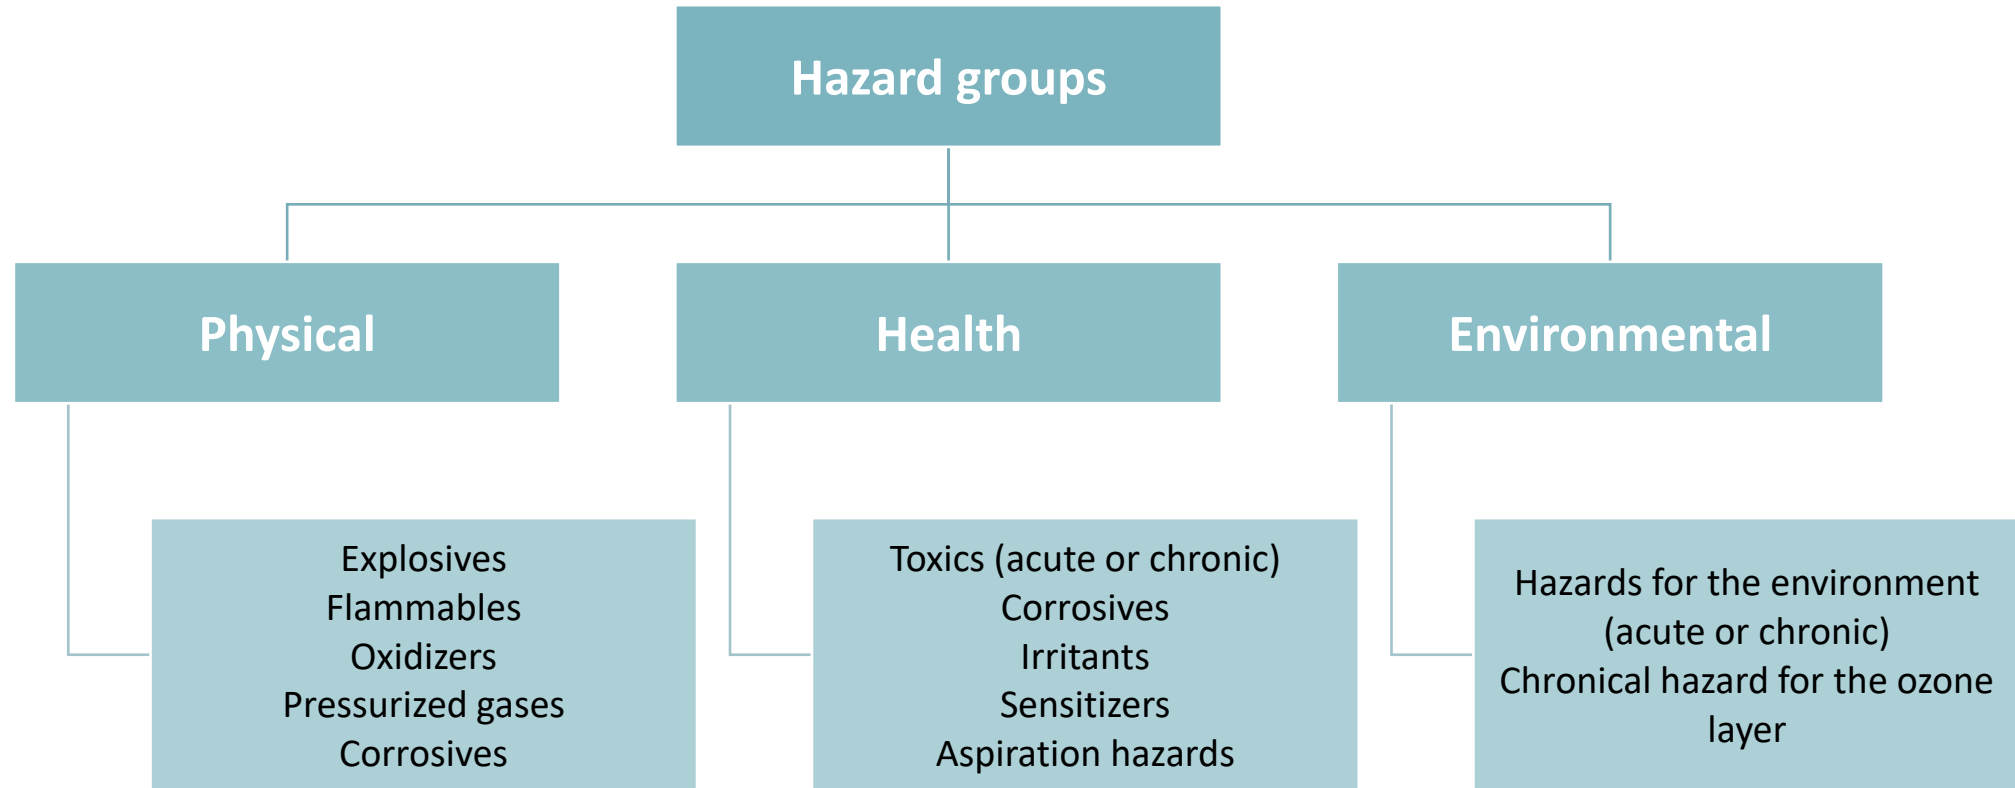 Hazard groups
Physical
Health
Environmental
Explosives
Flammables
Oxidizers
Pressurized gases
Corrosives
Toxics (acute or chronic)
Corrosives
Irritants
Sensitizers
Aspiration hazards
Hazards for the environment
(acute or chronic)
Chronical hazard for the ozone
layer